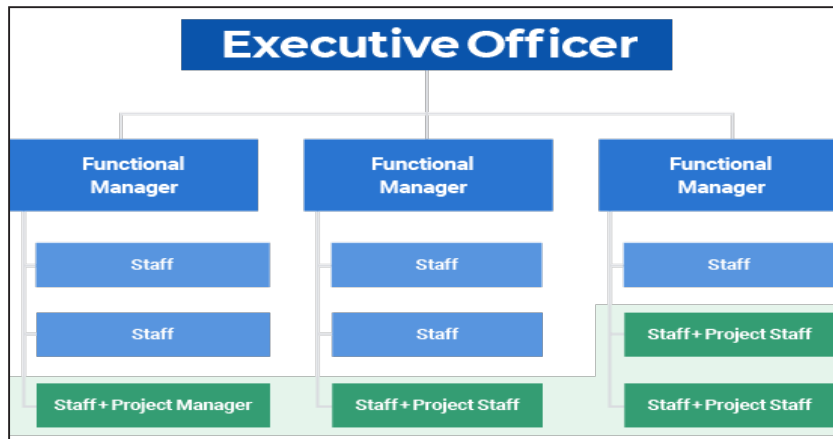 Executive Officer
Functional
Manager
Functional
Manager
Functional
Manager
Staff
Staff
Staff
Staff
Staff
Staff+Project Staff
Staff+Project Manager
Staff+Project Staff
Staff+Project Staff